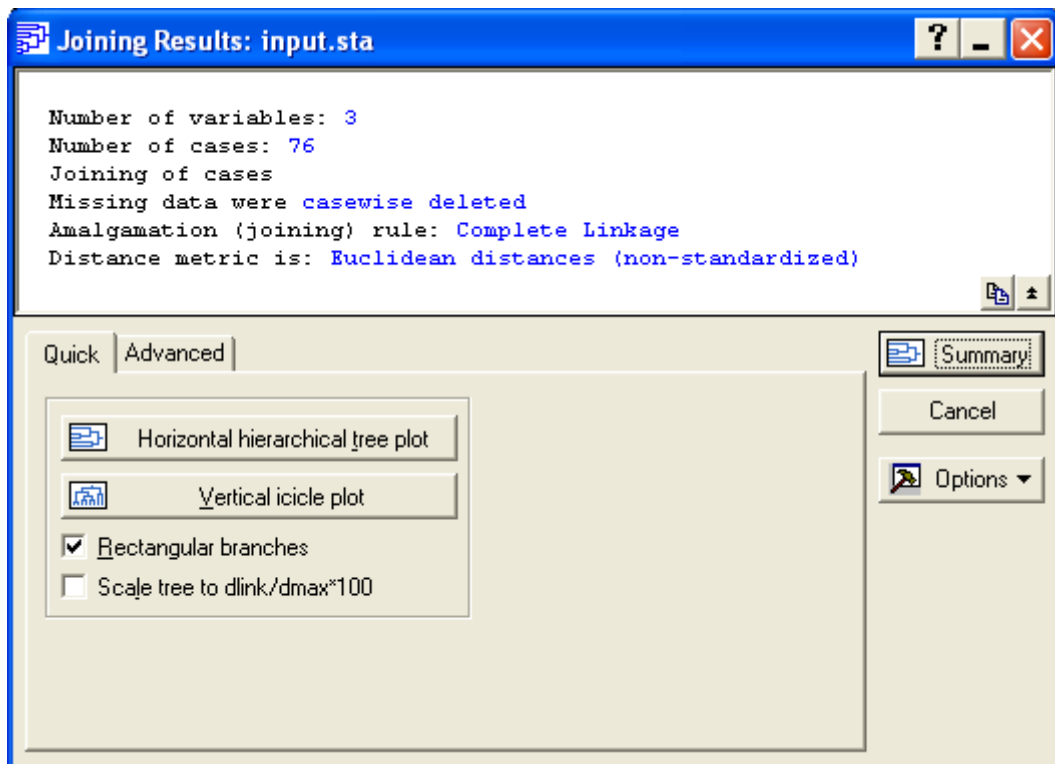 Joining Results: input.sta
Number of variables: 3
Number of cases: 76
Joining of cases
Missing data were casewise deleted
Amalgamation (joining) rule: Complete Linkage
Distance metric is: Euclidean distances (non-standardized)
Quick
Advanced
Summary
Cancel
Options
Horizontal hierarchical tree plot
Vertical icicle plot
Rectangular branches
Scale tree to dlink/dmax*100